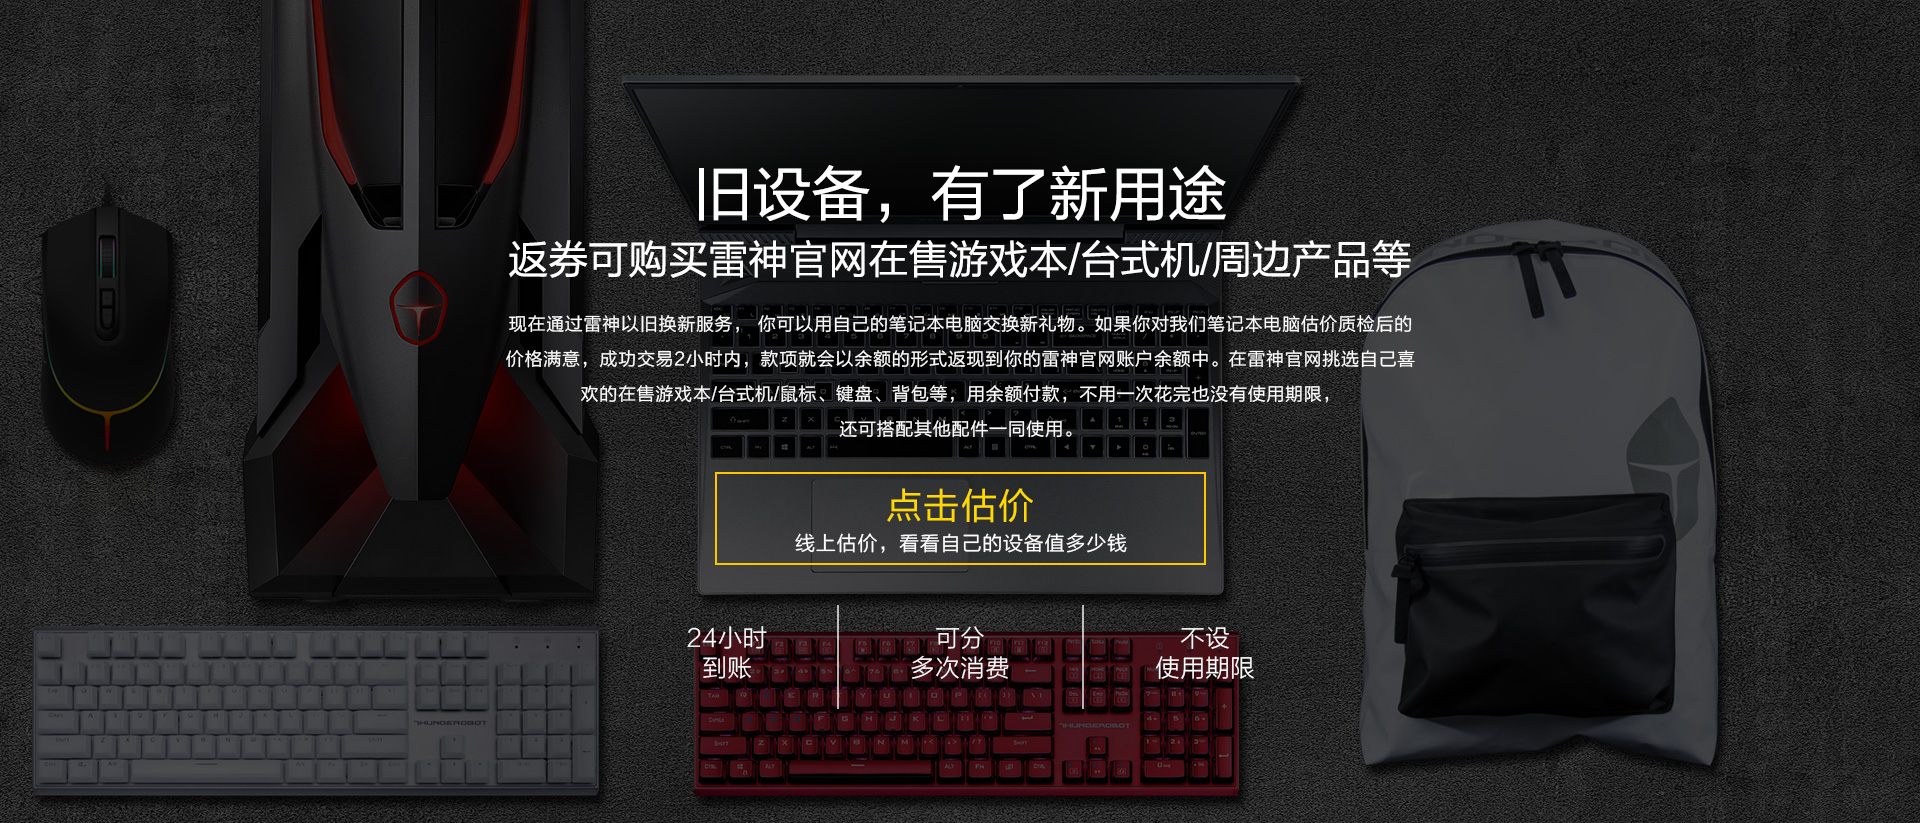 旧设备，有了新用途
返券可购买雷神官网在售游戏本/台式机/周边产品等
现在通过雷神以旧换新服务， 你可以用自己的笔记本电脑交换新礼物。如果你对我们笔记本电脑估价质检后的
价格满意，成功交易2小时内，款项就会以余额的形式返现到你的雷神官网账户余额中。在雷神官网挑选自己喜
欢的在售游戏本/台式机/鼠标、键盘、背包等，用余额付款，不用一次花完也没有使用期限，
还可搭配其他配件一同使用。
点击估价
线上估价，看看自己的设备值多少钱
24小时
到账
可分
多次消费
不设
使用期限
THUNDEROBOT
THUNDEROBOT